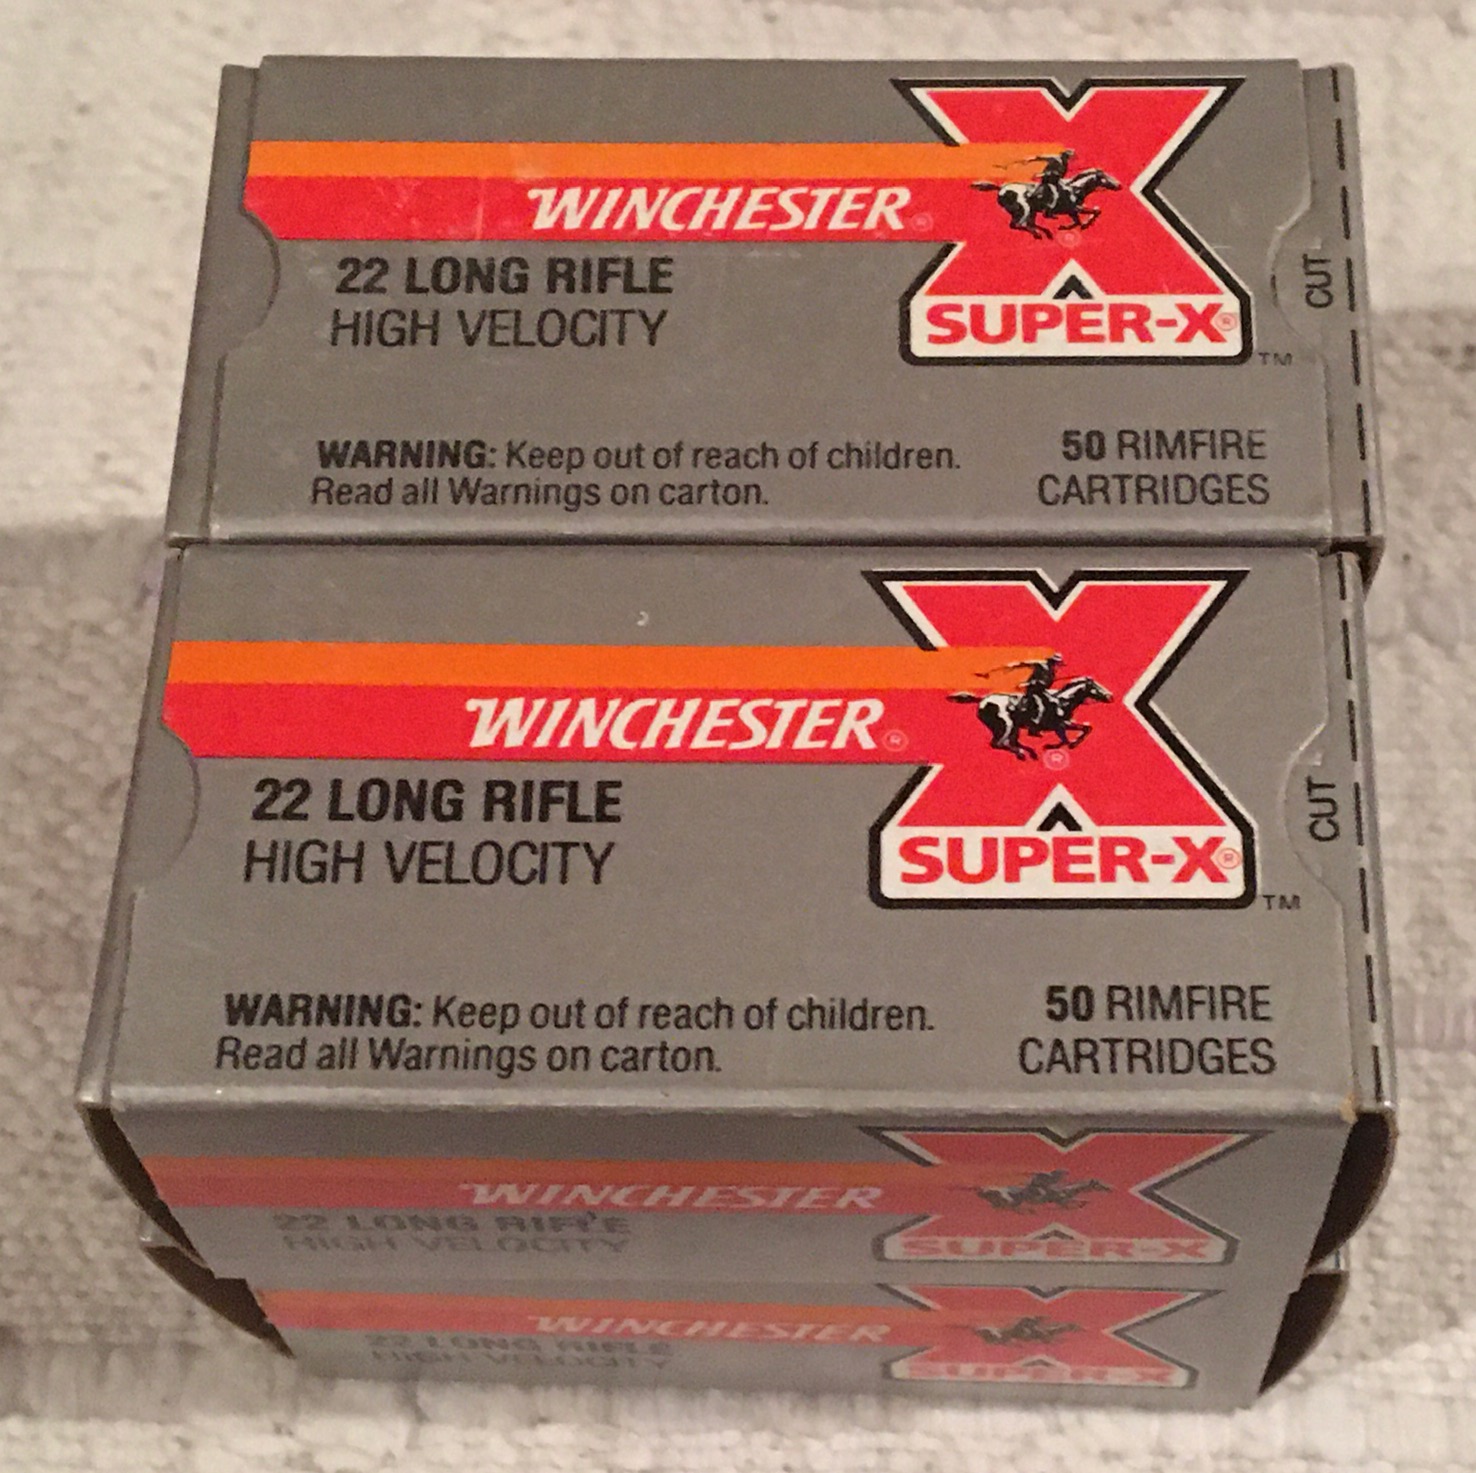 WINCHESTER®
22 LONG RIFLE
HIGH VELOCITY
SUPER-X®
TM
CUT
WARNING: Keep out of reach of children.
Read all Warnings on carton.
50 RIMFIRE
CARTRIDGES
WINCHESTER®
®
22 LONG RIFLE
HIGH VELOCITY
SUPER-X®
TM
CUT
WARNING: Keep out of reach of children.
Read all Warnings on carton.
50 RIMFIRE
CARTRIDGES
WINCHESTER
22 LONG RIFLE
HIGH VELOCITY
SUPER-X
WINCHESTER
22 LONG RIFLE
HIGH VELOCITY
SUPER-X